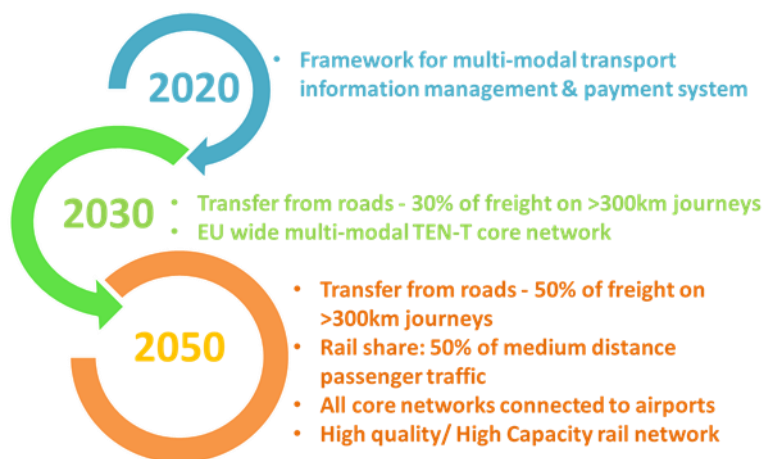 2020
• Framework for multi-modal transport
information management & payment system
2030
• Transfer from roads - 30% of freight on >300km journeys
• EU wide multi-modal TEN-T core network
2050
• Transfer from roads - 50% of freight on
>300km journeys
• Rail share: 50% of medium distance
passenger traffic
• All core networks connected to airports
• High quality/ High Capacity rail network